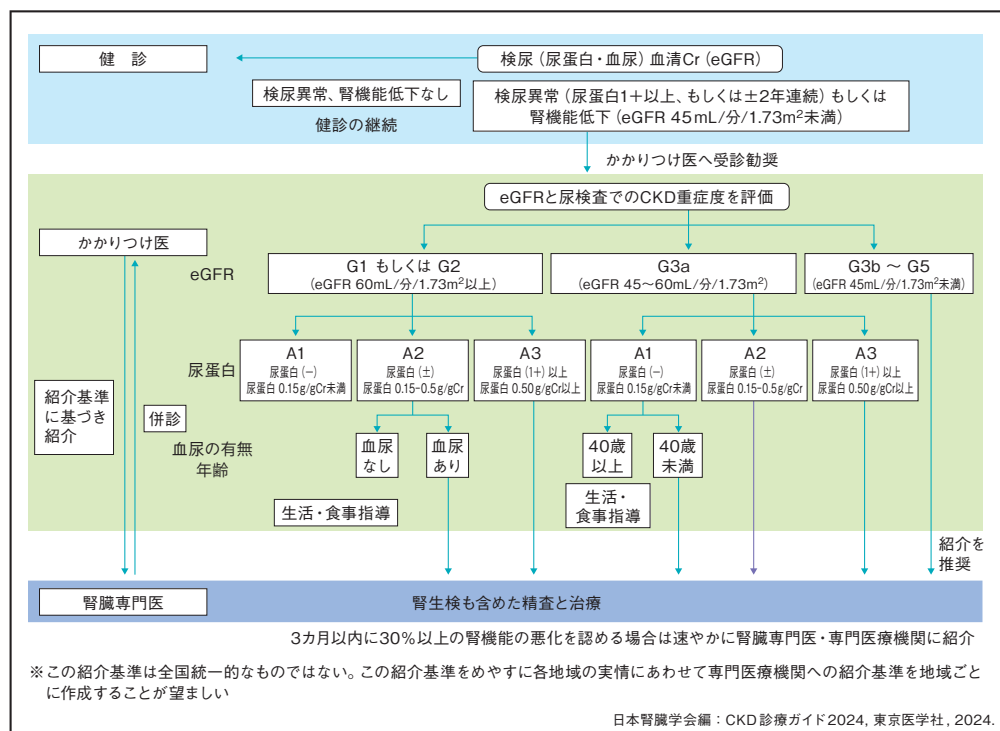 健　診
検尿（尿蛋白・血尿）血清Cr（eGFR）
検尿異常、腎機能低下なし
健診の継続
検尿異常（尿蛋白1＋以上、もしくは±2年連続）もしくは
腎機能低下（eGFR 45mL/分/1.73m²未満）
かかりつけ医へ受診勧奨
eGFRと尿検査でのCKD重症度を評価
かかりつけ医
eGFR
G1 もしくは G2
（eGFR 60mL/分/1.73m²以上）
G3a
（eGFR 45～60mL/分/1.73m²）
G3b ～ G5
（eGFR 45mL/分/1.73m²未満）
尿蛋白
A1
尿蛋白（−）
尿蛋白 0.15g/gCr未満
A2
尿蛋白（±）
尿蛋白 0.15-0.5g/gCr
A3
尿蛋白（1+）以上
尿蛋白 0.50g/gCr以上
A1
尿蛋白（−）
尿蛋白 0.15g/gCr未満
A2
尿蛋白（±）
尿蛋白 0.15-0.5g/gCr
A3
尿蛋白（1+）以上
尿蛋白 0.50g/gCr以上
紹介基準
に基づき
紹介
併診
血尿の有無
年齢
血尿
なし
血尿
あり
40歳
以上
40歳
未満
生活・食事指導
生活・
食事指導
紹介を
推奨
腎臓専門医
腎生検も含めた精査と治療
3カ月以内に30％以上の腎機能の悪化を認める場合は速やかに腎臓専門医・専門医療機関に紹介
※この紹介基準は全国統一的なものではない。この紹介基準をめやすに各地域の実情にあわせて専門医療機関への紹介基準を地域ごと
に作成することが望ましい
日本腎臓学会編：CKD診療ガイド2024, 東京医学社, 2024.